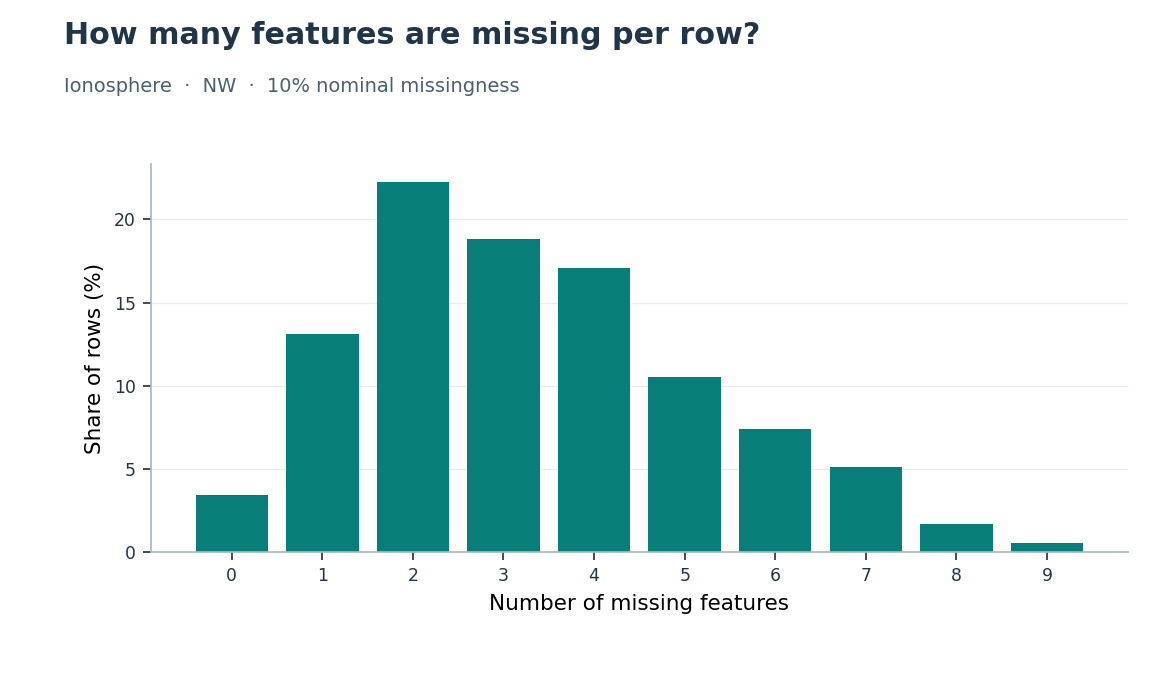 How many features are missing per row?
Ionosphere · NW · 10% nominal missingness
Share of rows (%)
20
15
10
5
0
0 1 2 3 4 5 6 7 8 9
Number of missing features